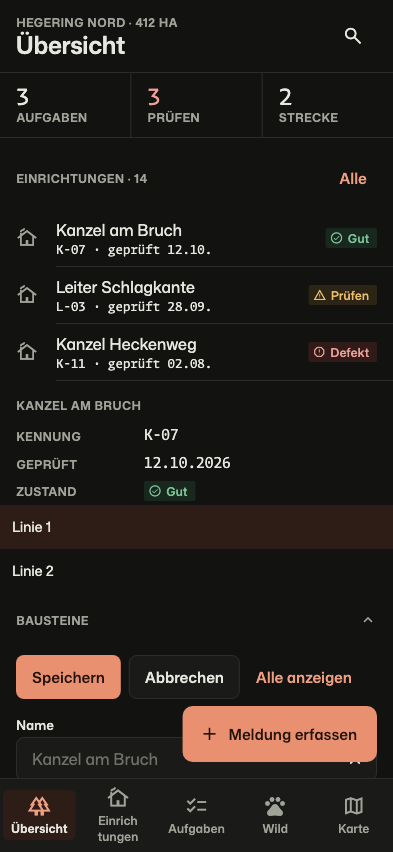 HEGERING NORD · 412 HA
Übersicht
3
AUFGABEN
3
PRÜFEN
2
STRECKE
EINRICHTUNGEN · 14
Alle
Kanzel am Bruch
K-07 · geprüft 12.10.
Gut
Leiter Schlagkante
L-03 · geprüft 28.09.
Prüfen
Kanzel Heckenweg
K-11 · geprüft 02.08.
Defekt
KANZEL AM BRUCH
KENNUNG K-07
GEPRÜFT 12.10.2026
ZUSTAND Gut
Linie 1
Linie 2
BAUSTEINE
Speichern
Abbrechen
Alle anzeigen
Name
Kanzel am Bruch
Meldung erfassen
Übersicht
Einrich
tungen
Aufgaben
Wild
Karte